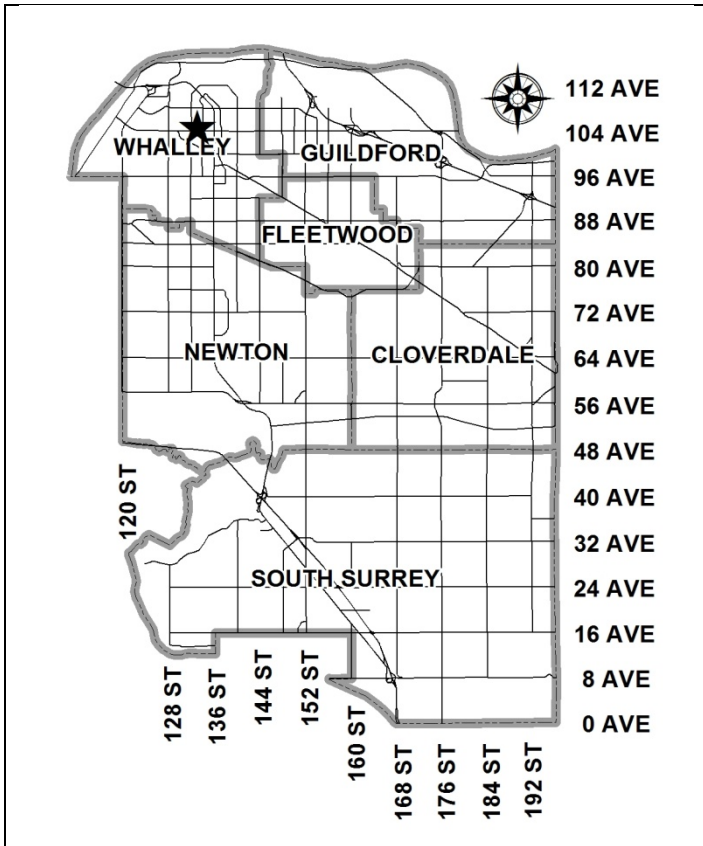 112 AVE
104 AVE
WHALLEY
GUILDFORD
96 AVE
88 AVE
FLEETWOOD
80 AVE
72 AVE
NEWTON
CLOVERDALE
64 AVE
56 AVE
48 AVE
120 ST
40 AVE
32 AVE
SOUTH SURREY
24 AVE
16 AVE
8 AVE
0 AVE
128 ST
136 ST
144 ST
152 ST
160 ST
168 ST
176 ST
184 ST
192 ST